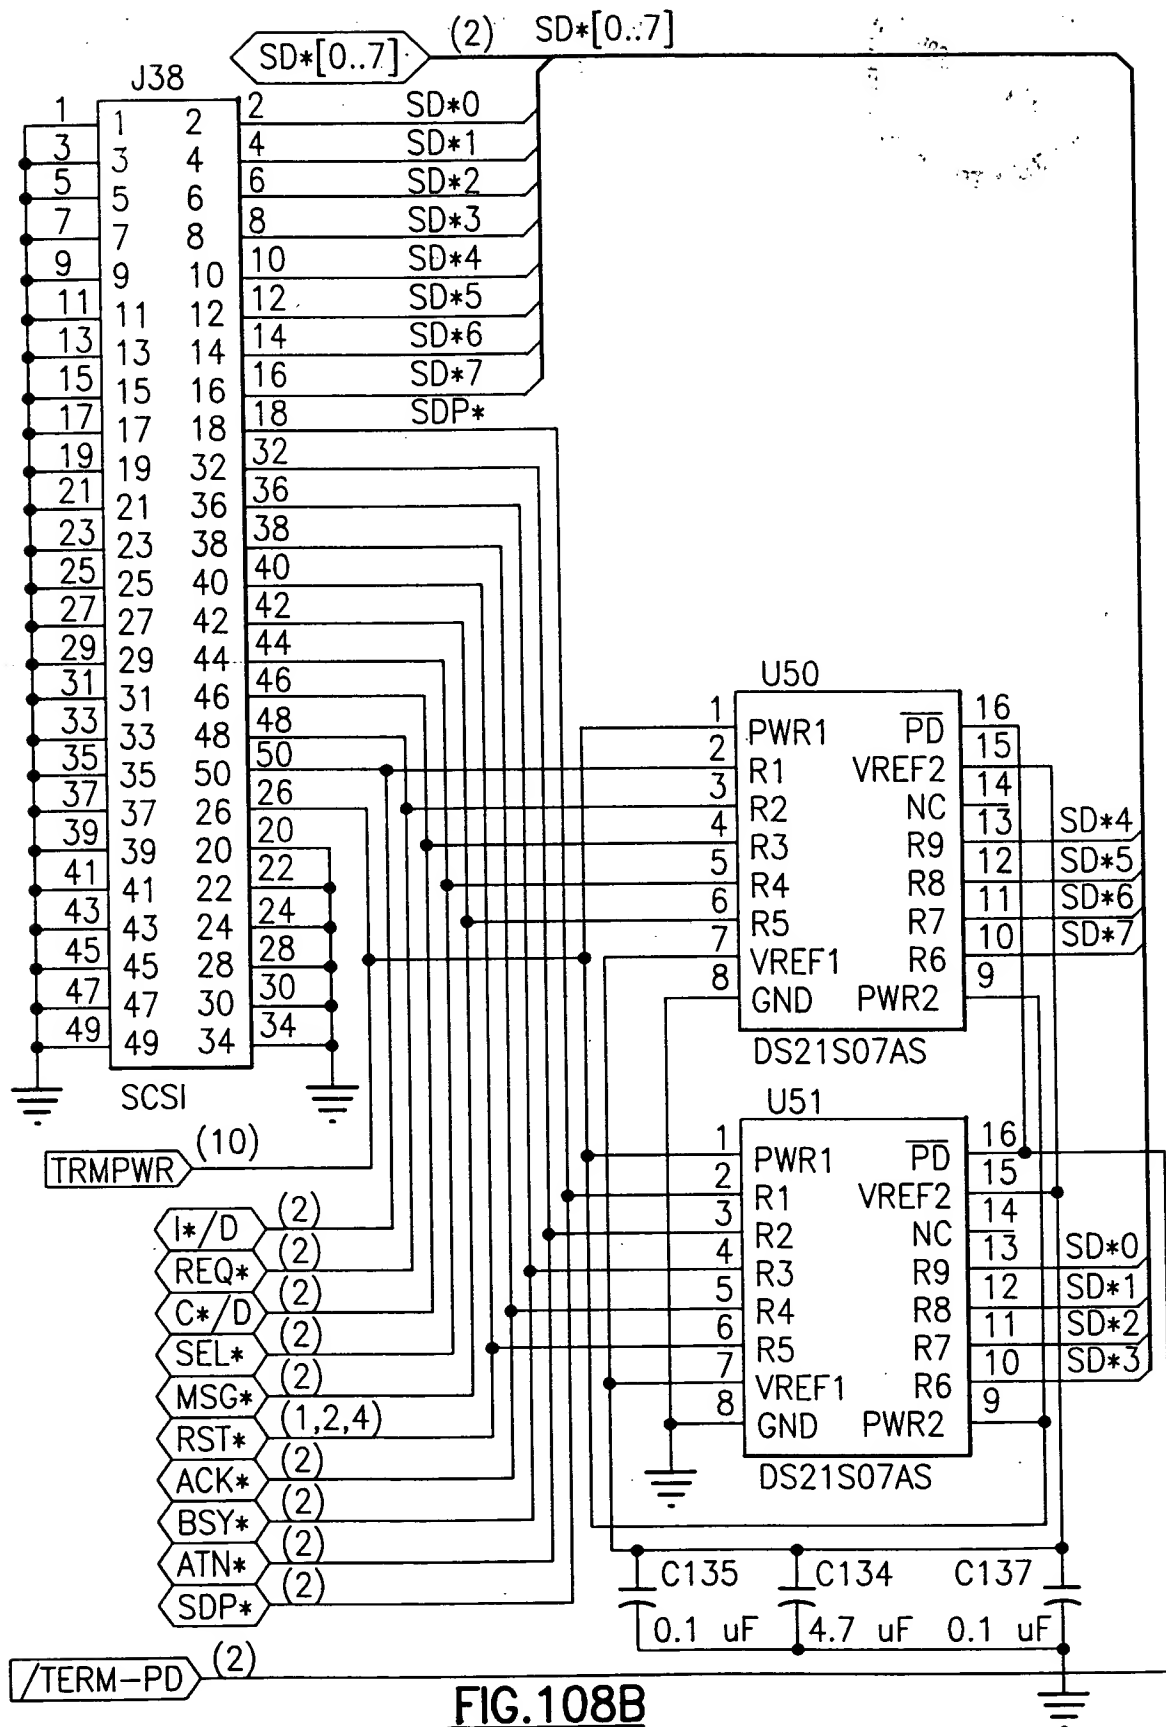 SD*[0..7] (2) SD*[0..7]
J38
1 1 2 2 SD*0
3 3 4 4 SD*1
5 5 6 6 SD*2
7 7 8 8 SD*3
9 9 10 10 SD*4
11 11 12 12 SD*5
13 13 14 14 SD*6
15 15 16 16 SD*7
17 17 18 18 SDP*
19 19 32 32
21 21 36 36
23 23 38 38
25 25 40 40
27 27 42 42
29 29 44 44
31 31 46 46
33 33 48 48
35 35 50 50
37 37 26 26
39 39 20 20
41 41 22 22
43 43 24 24
45 45 28 28
47 47 30 30
49 49 34 34
SCSI
U50
1 PWR1 PD 16
2 R1 VREF2 15
3 R2 NC 14
4 R3 R9 13 SD*4
5 R4 R8 12 SD*5
6 R5 R7 11 SD*6
7 VREF1 R6 10 SD*7
8 GND PWR2 9
DS21S07AS
U51
1 PWR1 PD 16
2 R1 VREF2 15
3 R2 NC 14
4 R3 R9 13 SD*0
5 R4 R8 12 SD*1
6 R5 R7 11 SD*2
7 VREF1 R6 10 SD*3
8 GND PWR2 9
DS21S07AS
TRMPWR (10)
I*/D (2)
REQ* (2)
C*/D (2)
SEL* (2)
MSG* (2)
RST* (1,2,4)
ACK* (2)
BSY* (2)
ATN* (2)
SDP* (2)
C135 C134 C137
0.1 uF 4.7 uF 0.1 uF
/TERM-PD (2)
FIG.108B